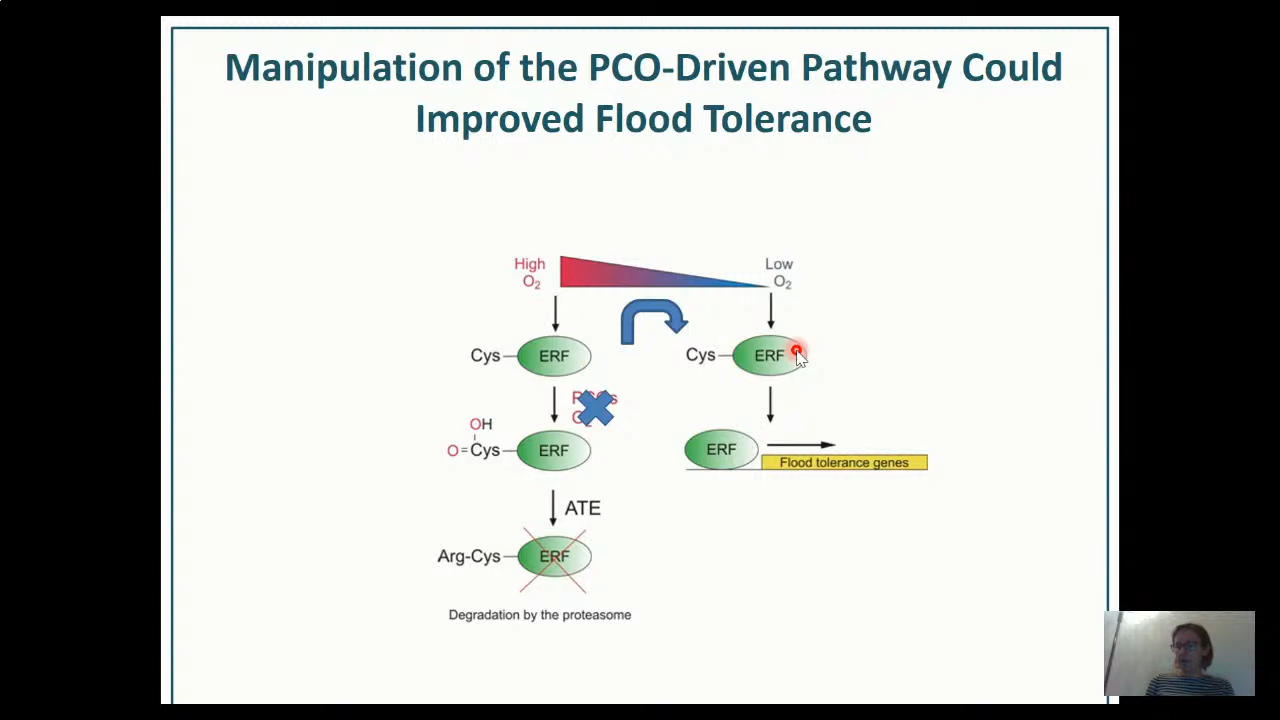 Manipulation of the PCO-Driven Pathway Could
Improved Flood Tolerance
High
O2
Low
O2
Cys
ERF
Cys
ERF
OH
O=Cys
ERF
ERF
Flood tolerance genes
ATE
Arg-Cys
ERF
Degradation by the proteasome